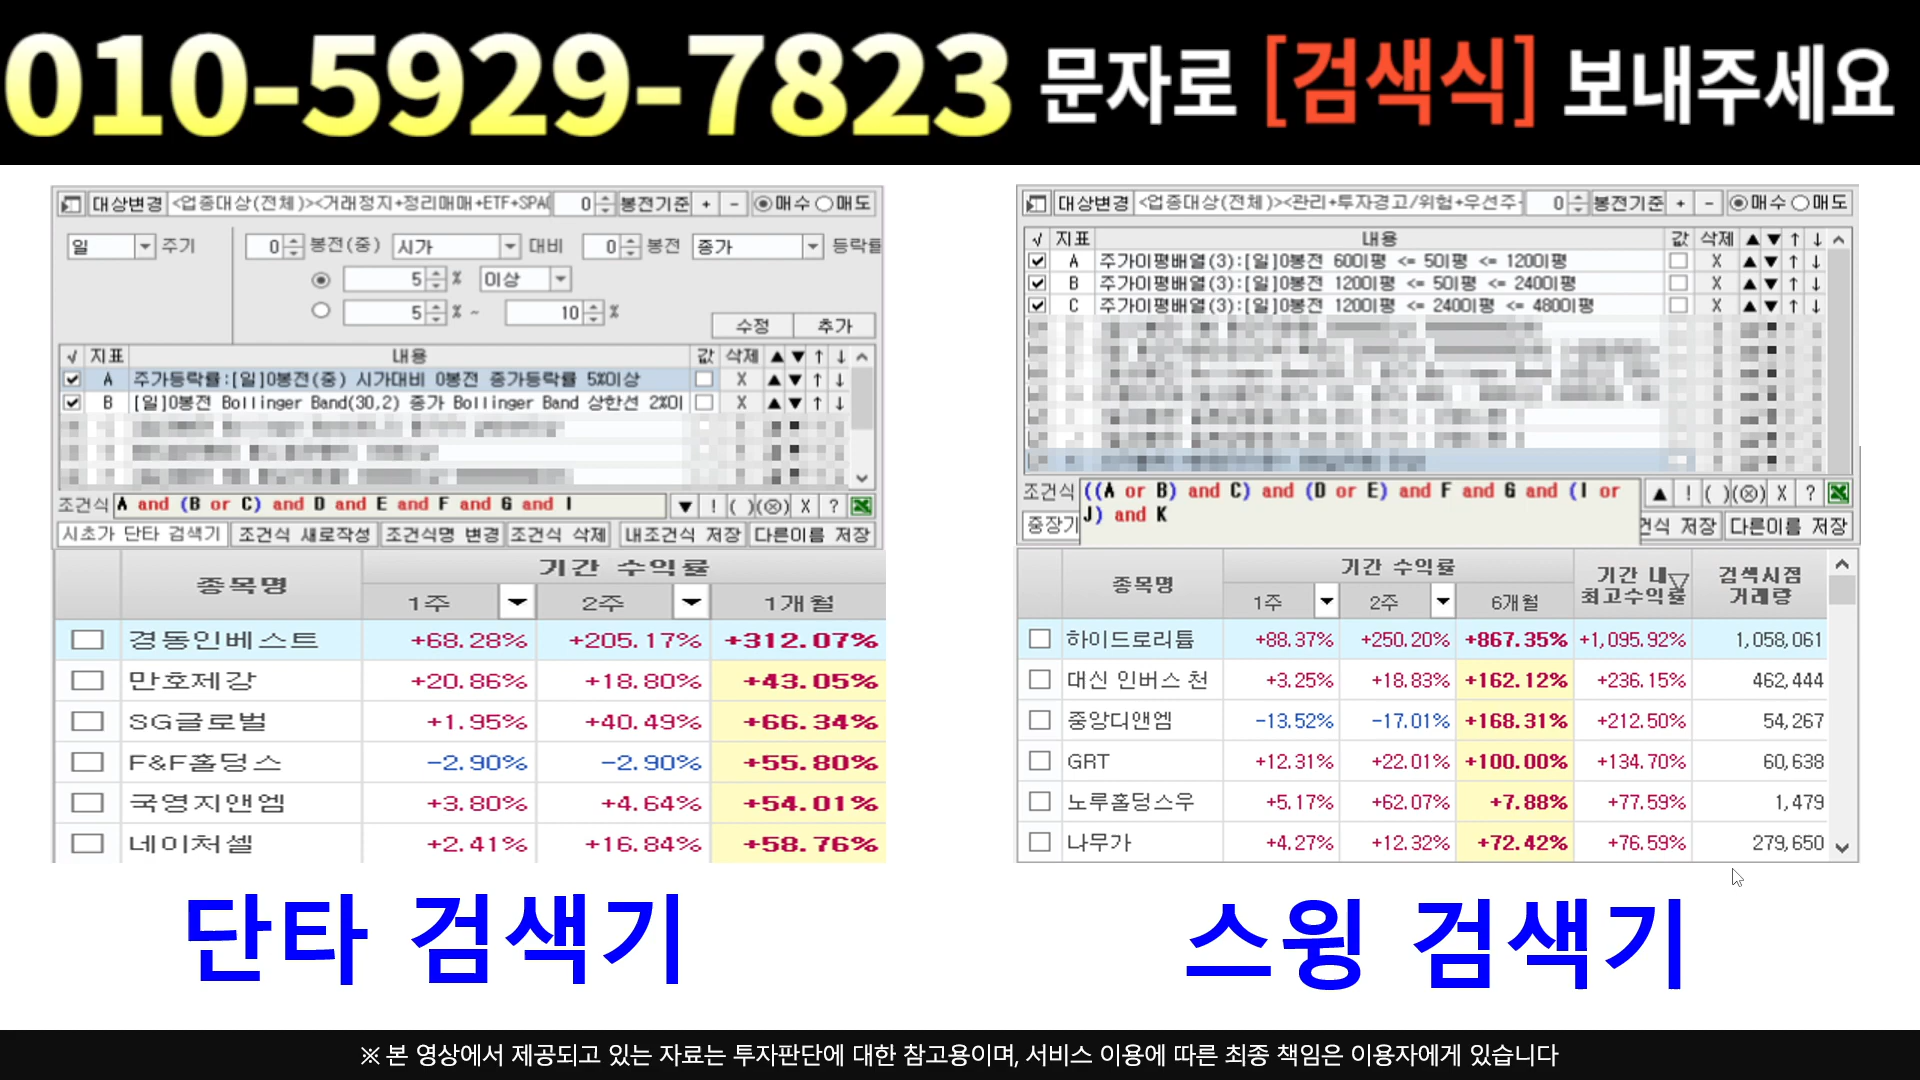 010-5929-7823 문자로 [검색식] 보내주세요
대상변경 <업종대상(전체)><거래정지+정리매매+ETF+SPAC 0 봉전기준 + - 매수 매도
일 주기 0 봉전(중) 시가 대비 0 봉전 종가 등락률
5 % 이상
5 % ~ 10 %
수정 추가
√ 지표 내용 값 삭제 ▲ ▼ ↑ ↓
A 주가등락률:[일]0봉전(중) 시가대비 0봉전 종가등락률 5%이상 X ▲ ▼ ↑ ↓
B [일]0봉전 Bollinger Band(30,2) 종가 Bollinger Band 상한선 2%이 X ▲ ▼ ↑ ↓
조건식 A and (B or C) and D and E and F and G and I ▼ ! ( ) (⊗) X ?
시초가 단타 검색기 조건식 새로작성 조건식명 변경 조건식 삭제 내조건식 저장 다른이름 저장
종목명 기간 수익률
1주 2주 1개월
경동인베스트 +68.28% +205.17% +312.07%
만호제강 +20.86% +18.80% +43.05%
SG글로벌 +1.95% +40.49% +66.34%
F&F홀딩스 -2.90% -2.90% +55.80%
국영지앤엠 +3.80% +4.64% +54.01%
네이처셀 +2.41% +16.84% +58.76%
단타 검색기
대상변경 <업종대상(전체)><관리+투자경고/위험+우선주+ 0 봉전기준 + - 매수 매도
√ 지표 내용 값 삭제 ▲ ▼ ↑ ↓
A 주가이평배열(3):[일]0봉전 60이평 <= 5이평 <= 120이평 X ▲ ▼ ↑ ↓
B 주가이평배열(3):[일]0봉전 120이평 <= 5이평 <= 240이평 X ▲ ▼ ↑ ↓
C 주가이평배열(3):[일]0봉전 120이평 <= 240이평 <= 480이평 X ▲ ▼ ↑ ↓
조건식 ((A or B) and C) and (D or E) and F and G and (I or ▲ ! ( ) (⊗) X ?
J) and K
중장기 건식 저장 다른이름 저장
종목명 기간 수익률 기간 내 최고수익률 검색시점 거래량
1주 2주 6개월
하이드로리튬 +88.37% +250.20% +867.35% +1,095.92% 1,058,061
대신 인버스 천 +3.25% +18.83% +162.12% +236.15% 462,444
중앙디앤엠 -13.52% -17.01% +168.31% +212.50% 54,267
GRT +12.31% +22.01% +100.00% +134.70% 60,638
노루홀딩스우 +5.17% +62.07% +7.88% +77.59% 1,479
나무가 +4.27% +12.32% +72.42% +76.59% 279,650
스윙 검색기
※ 본 영상에서 제공되고 있는 자료는 투자판단에 대한 참고용이며, 서비스 이용에 따른 최종 책임은 이용자에게 있습니다